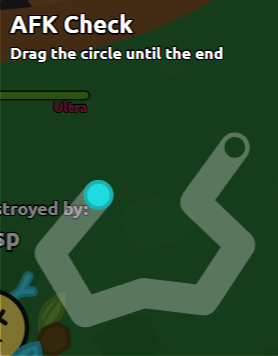 AFK Check
Drag the circle until the end
Ultra
stroyed by:
sp